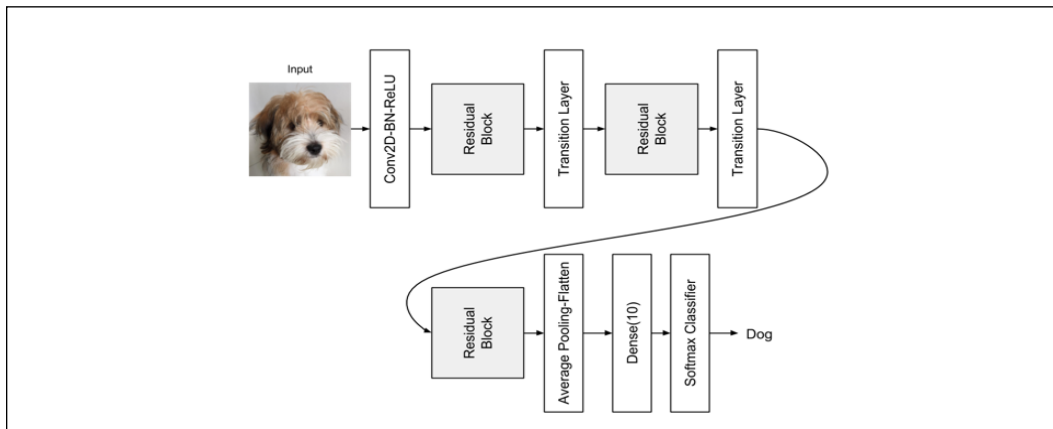 Input
Conv2D-BN-ReLU
Residual
Block
Transition Layer
Residual
Block
Transition Layer
Residual
Block
Average Pooling-Flatten
Dense(10)
Softmax Classifier
Dog